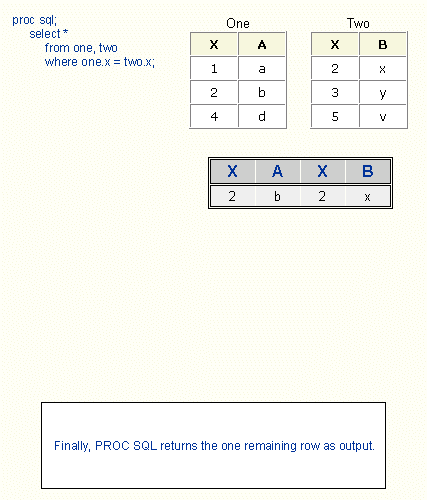 proc sql;
select *
from one, two
where one.x = two.x;
One
X A
1 a
2 b
4 d
Two
X B
2 x
3 y
5 v
X A X B
2 b 2 x
Finally, PROC SQL returns the one remaining row as output.